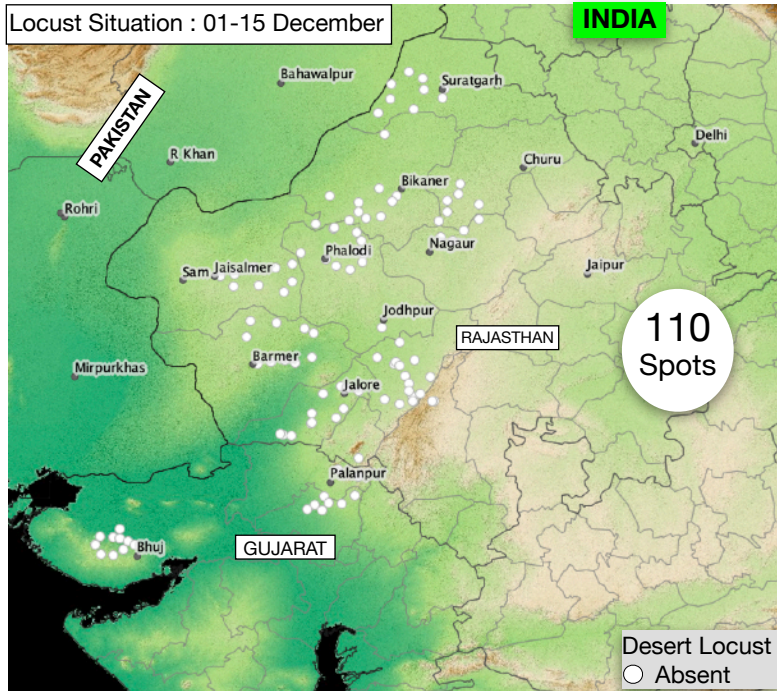 Locust Situation : 01-15 December
INDIA
Bahawalpur
Suratgarh
PAKISTAN
Delhi
R Khan
Churu
Bikaner
Rohri
Nagaur
Phalodi
Sam
Jaisalmer
Jaipur
Jodhpur
110
Spots
RAJASTHAN
Barmer
Mirpurkhas
Jalore
Palanpur
Bhuj
GUJARAT
Desert Locust
Absent